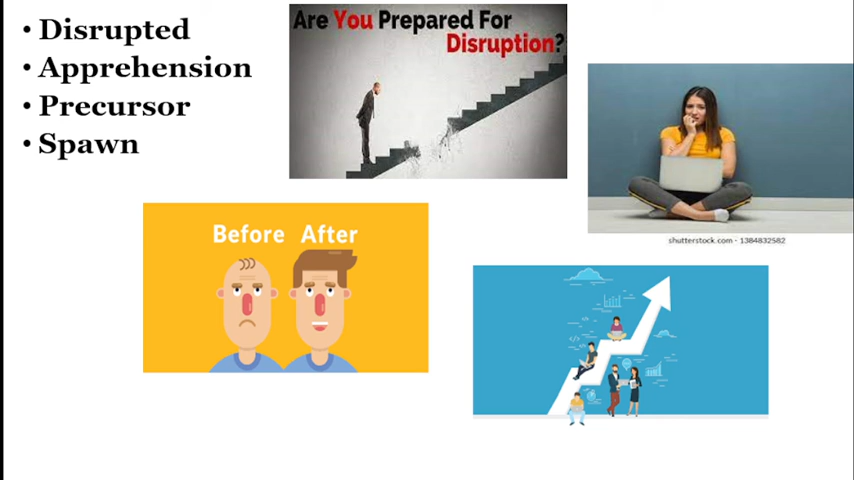 • Disrupted
• Apprehension
• Precursor
• Spawn
Are You Prepared For
Disruption?
shutterstock.com - 1384832582
Before After